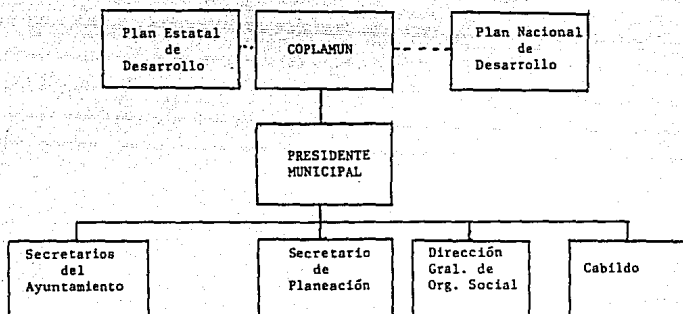 Plan Estatal
de
Desarrollo
COPLAMUN
Plan Nacional
de
Desarrollo
PRESIDENTE
MUNICIPAL
Secretarios
del
Ayuntamiento
Secretario
de
Planeación
Dirección
Gral. de
Org. Social
Cabildo